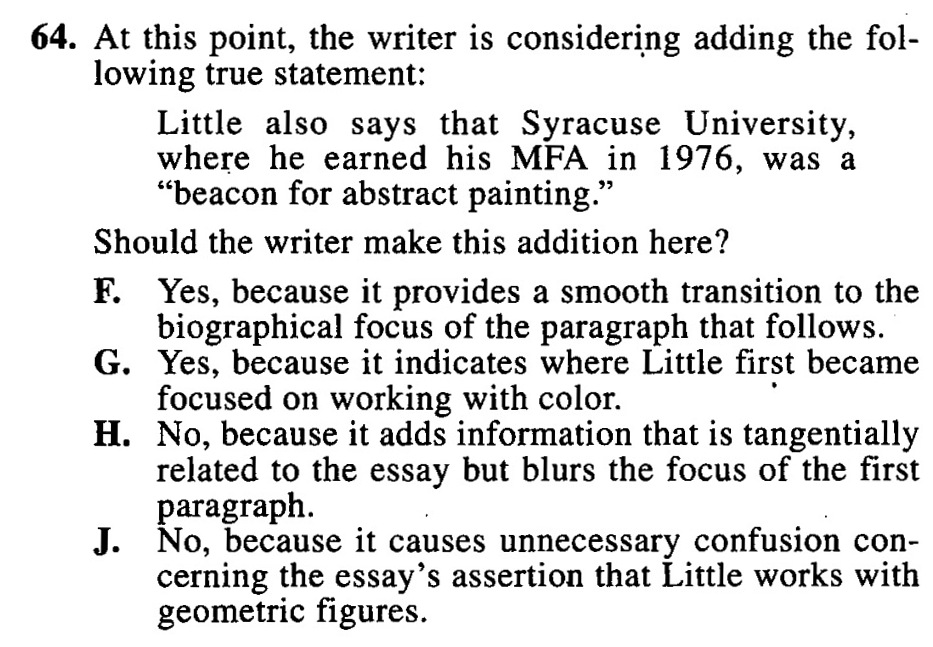 64. At this point, the writer is considering adding the fol-
lowing true statement:
Little also says that Syracuse University,
where he earned his MFA in 1976, was a
“beacon for abstract painting.”
Should the writer make this addition here?
F. Yes, because it provides a smooth transition to the
biographical focus of the paragraph that follows.
G. Yes, because it indicates where Little first became
focused on working with color.
H. No, because it adds information that is tangentially
related to the essay but blurs the focus of the first
paragraph.
J. No, because it causes unnecessary confusion con-
cerning the essay’s assertion that Little works with
geometric figures.